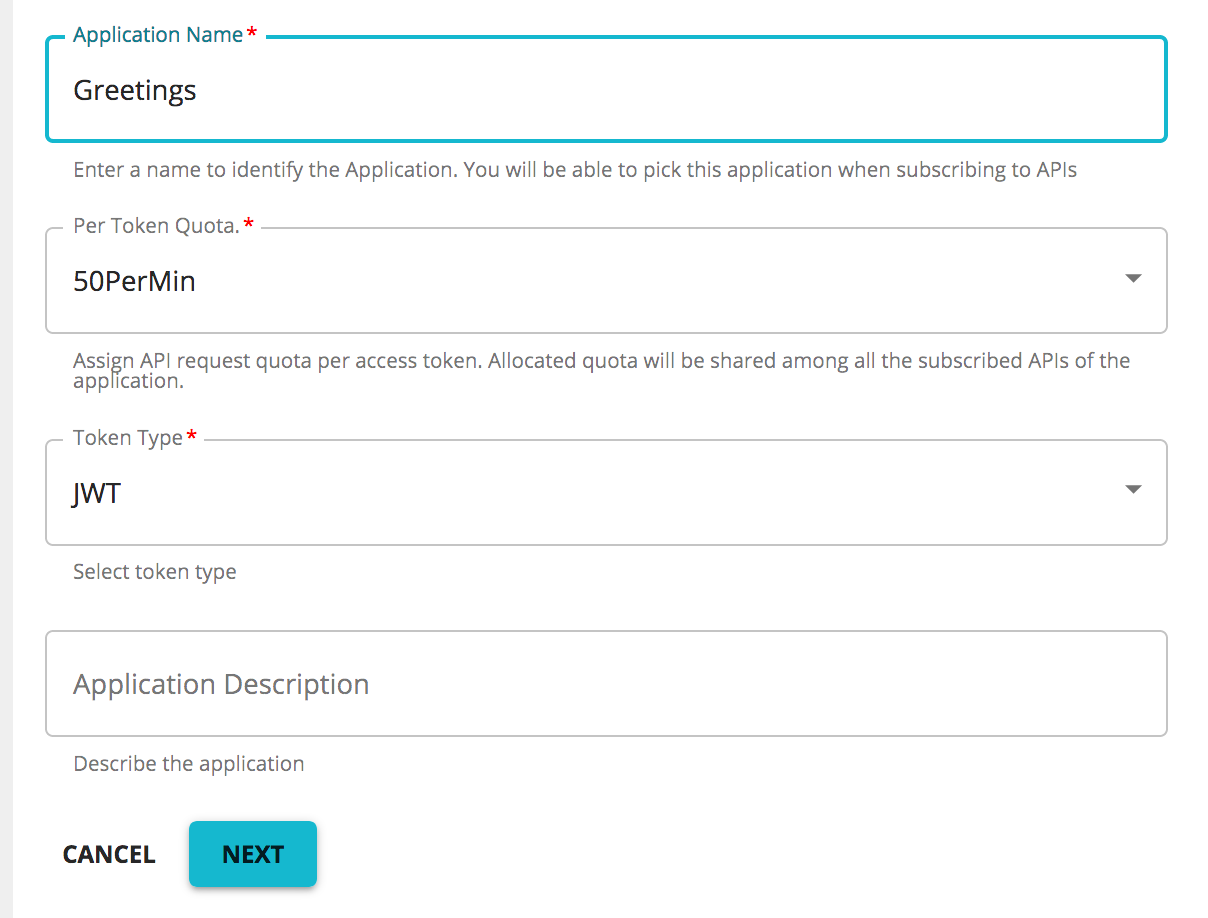 Application Name*
Greetings
Enter a name to identify the Application. You will be able to pick this application when subscribing to APIs
Per Token Quota.*
50PerMin
Assign API request quota per access token. Allocated quota will be shared among all the subscribed APIs of the
application.
Token Type*
JWT
Select token type
Application Description
Describe the application
CANCEL NEXT